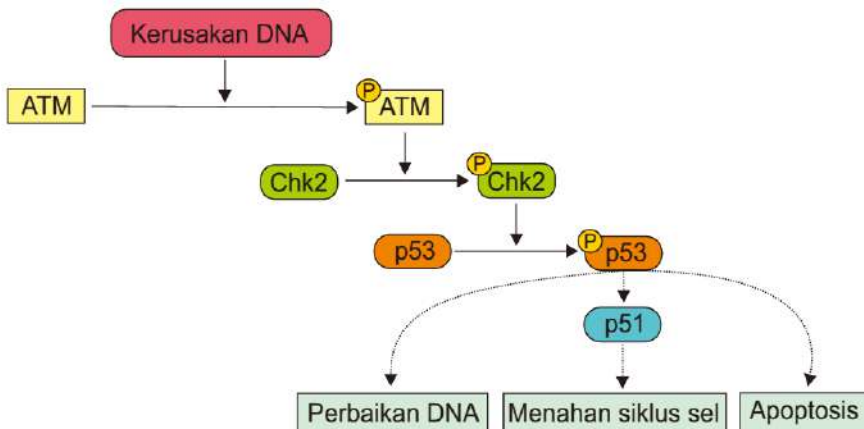 Kerusakan DNA
ATM
P
ATM
Chk2
P
Chk2
p53
P
p53
p51
Perbaikan DNA
Menahan siklus sel
Apoptosis